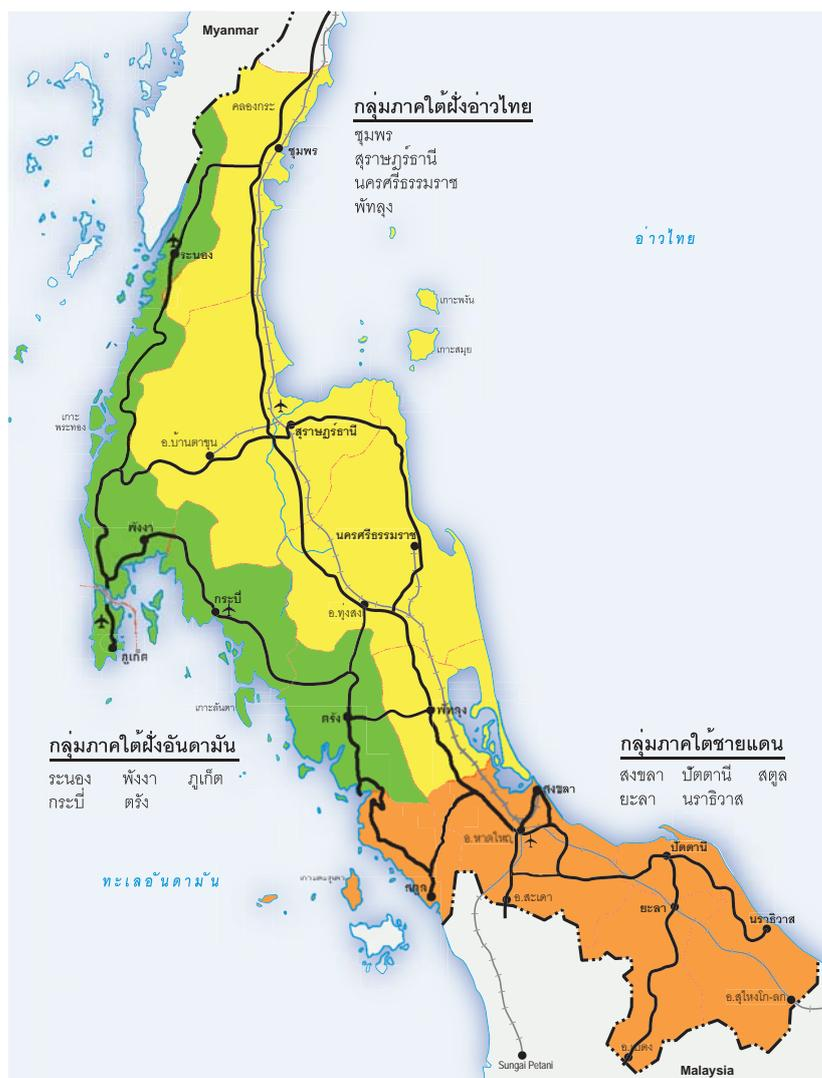 Myanmar
คลองกระ
กลุ่มภาคใต้ฝั่งอ่าวไทย
ชุมพร
สุราษฎร์ธานี
นครศรีธรรมราช
พัทลุง
ชุมพร
อ่าวไทย
ระนอง
เกาะพงัน
เกาะสมุย
เกาะ
พระทอง
สุราษฎร์ธานี
อ.บ้านตาขุน
พังงา
นครศรีธรรมราช
กระบี่
อ.ทุ่งสง
ภูเก็ต
เกาะลันตา
ตรัง
พัทลุง
กลุ่มภาคใต้ฝั่งอันดามัน
ระนอง พังงา ภูเก็ต
กระบี่ ตรัง
กลุ่มภาคใต้ชายแดน
สงขลา ปัตตานี สตูล
ยะลา นราธิวาส
สงขลา
อ.หาดใหญ่
ปัตตานี
ทะเลอันดามัน
สตูล
อ.สะเดา
ยะลา
นราธิวาส
อ.สุไหงโก-ลก
อ.เบตง
Sungai Petani
Malaysia